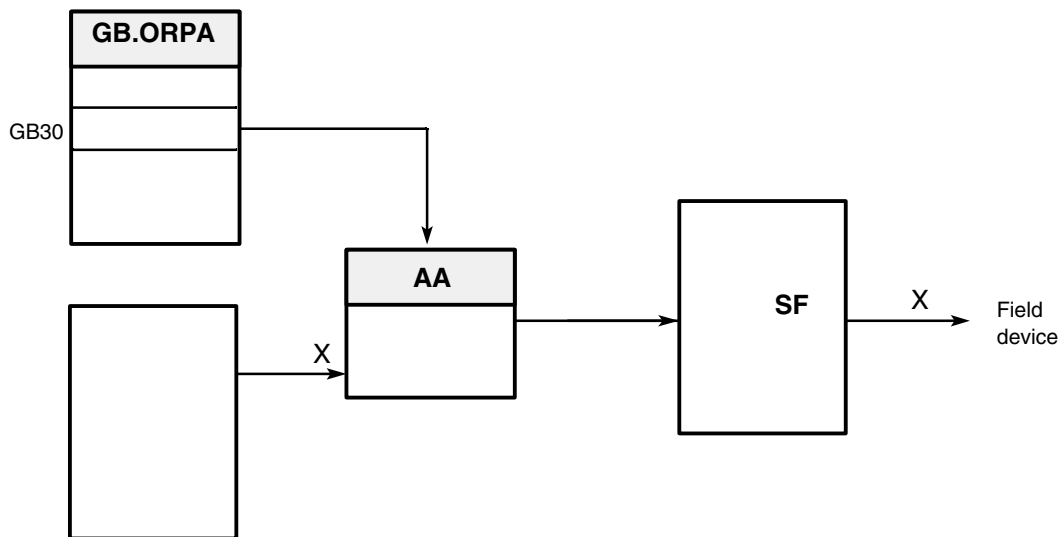 GB.ORPA
GB30
AA
X
SF
X
Field
device